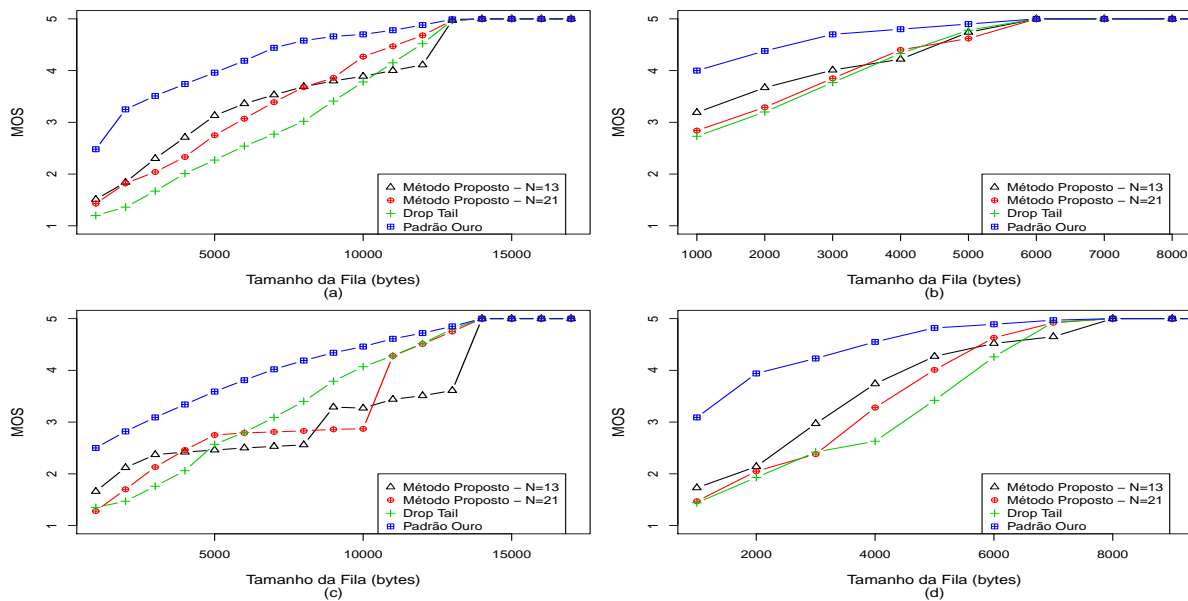 MOS
5
4
3
2
1
Método Proposto – N=13
Método Proposto – N=21
Drop Tail
Padrão Ouro
5000 10000 15000
Tamanho da Fila (bytes)
(a)
MOS
5
4
3
2
1
Método Proposto – N=13
Método Proposto – N=21
Drop Tail
Padrão Ouro
1000 2000 3000 4000 5000 6000 7000 8000
Tamanho da Fila (bytes)
(b)
MOS
5
4
3
2
1
Método Proposto – N=13
Método Proposto – N=21
Drop Tail
Padrão Ouro
5000 10000 15000
Tamanho da Fila (bytes)
(c)
MOS
5
4
3
2
1
Método Proposto – N=13
Método Proposto – N=21
Drop Tail
Padrão Ouro
2000 4000 6000 8000
Tamanho da Fila (bytes)
(d)